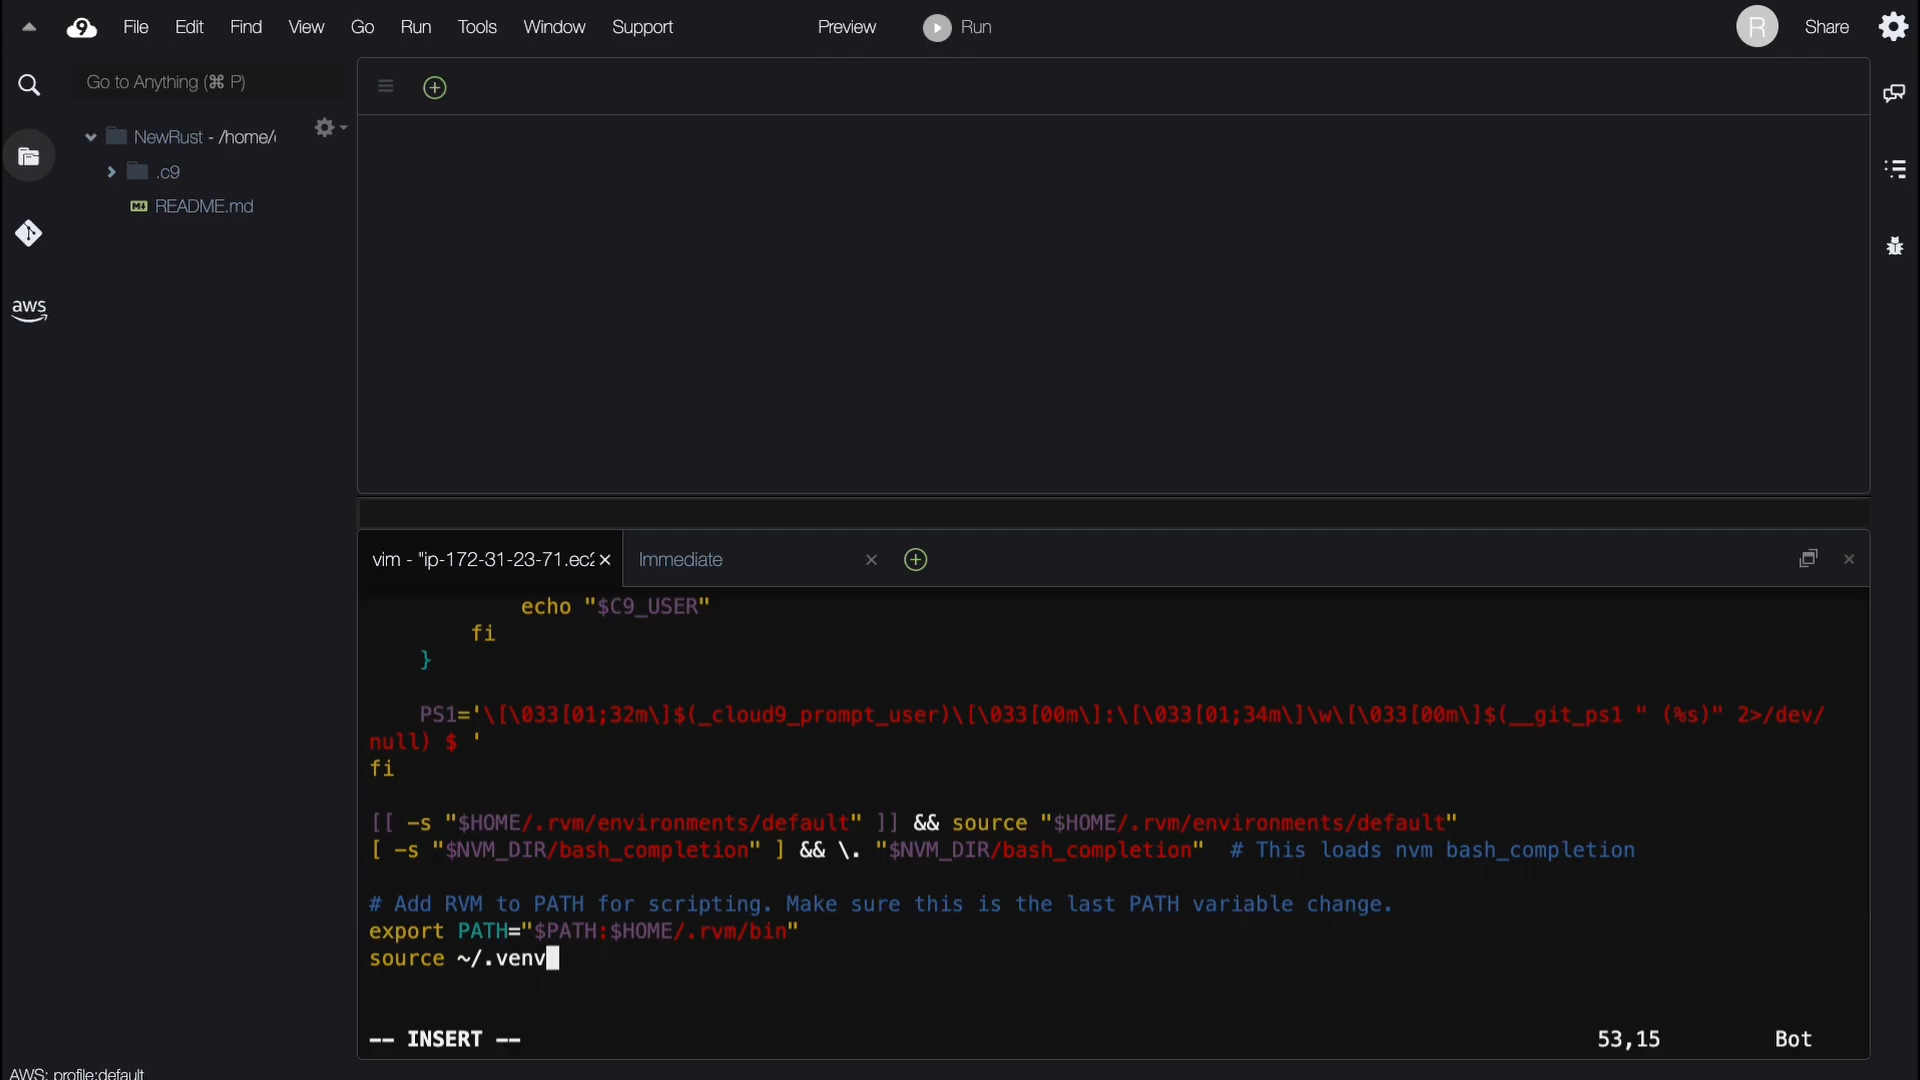 File Edit Find View Go Run Tools Window Support Preview Run R Share
Go to Anything (⌘ P)
NewRust - /home/
.c9
README.md
aws
vim - "ip-172-31-23-71.ec2 Immediate
echo "$C9_USER"
fi
}
PS1='\[\033[01;32m\]$(_cloud9_prompt_user)\[\033[00m\]:\[\033[01;34m\]\w\[\033[00m\]$(__git_ps1 " (%s)" 2>/dev/
null) $ '
fi
[[ -s "$HOME/.rvm/environments/default" ]] && source "$HOME/.rvm/environments/default"
[ -s "$NVM_DIR/bash_completion" ] && \. "$NVM_DIR/bash_completion" # This loads nvm bash_completion
# Add RVM to PATH for scripting. Make sure this is the last PATH variable change.
export PATH="$PATH:$HOME/.rvm/bin"
source ~/.venv
-- INSERT -- 53,15 Bot
AWS: profile:default